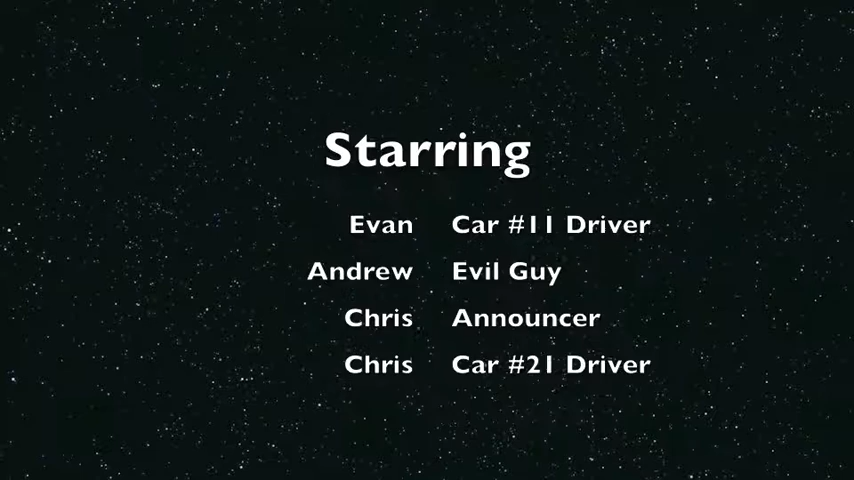 Starring
Evan Car #11 Driver
Andrew Evil Guy
Chris Announcer
Chris Car #21 Driver